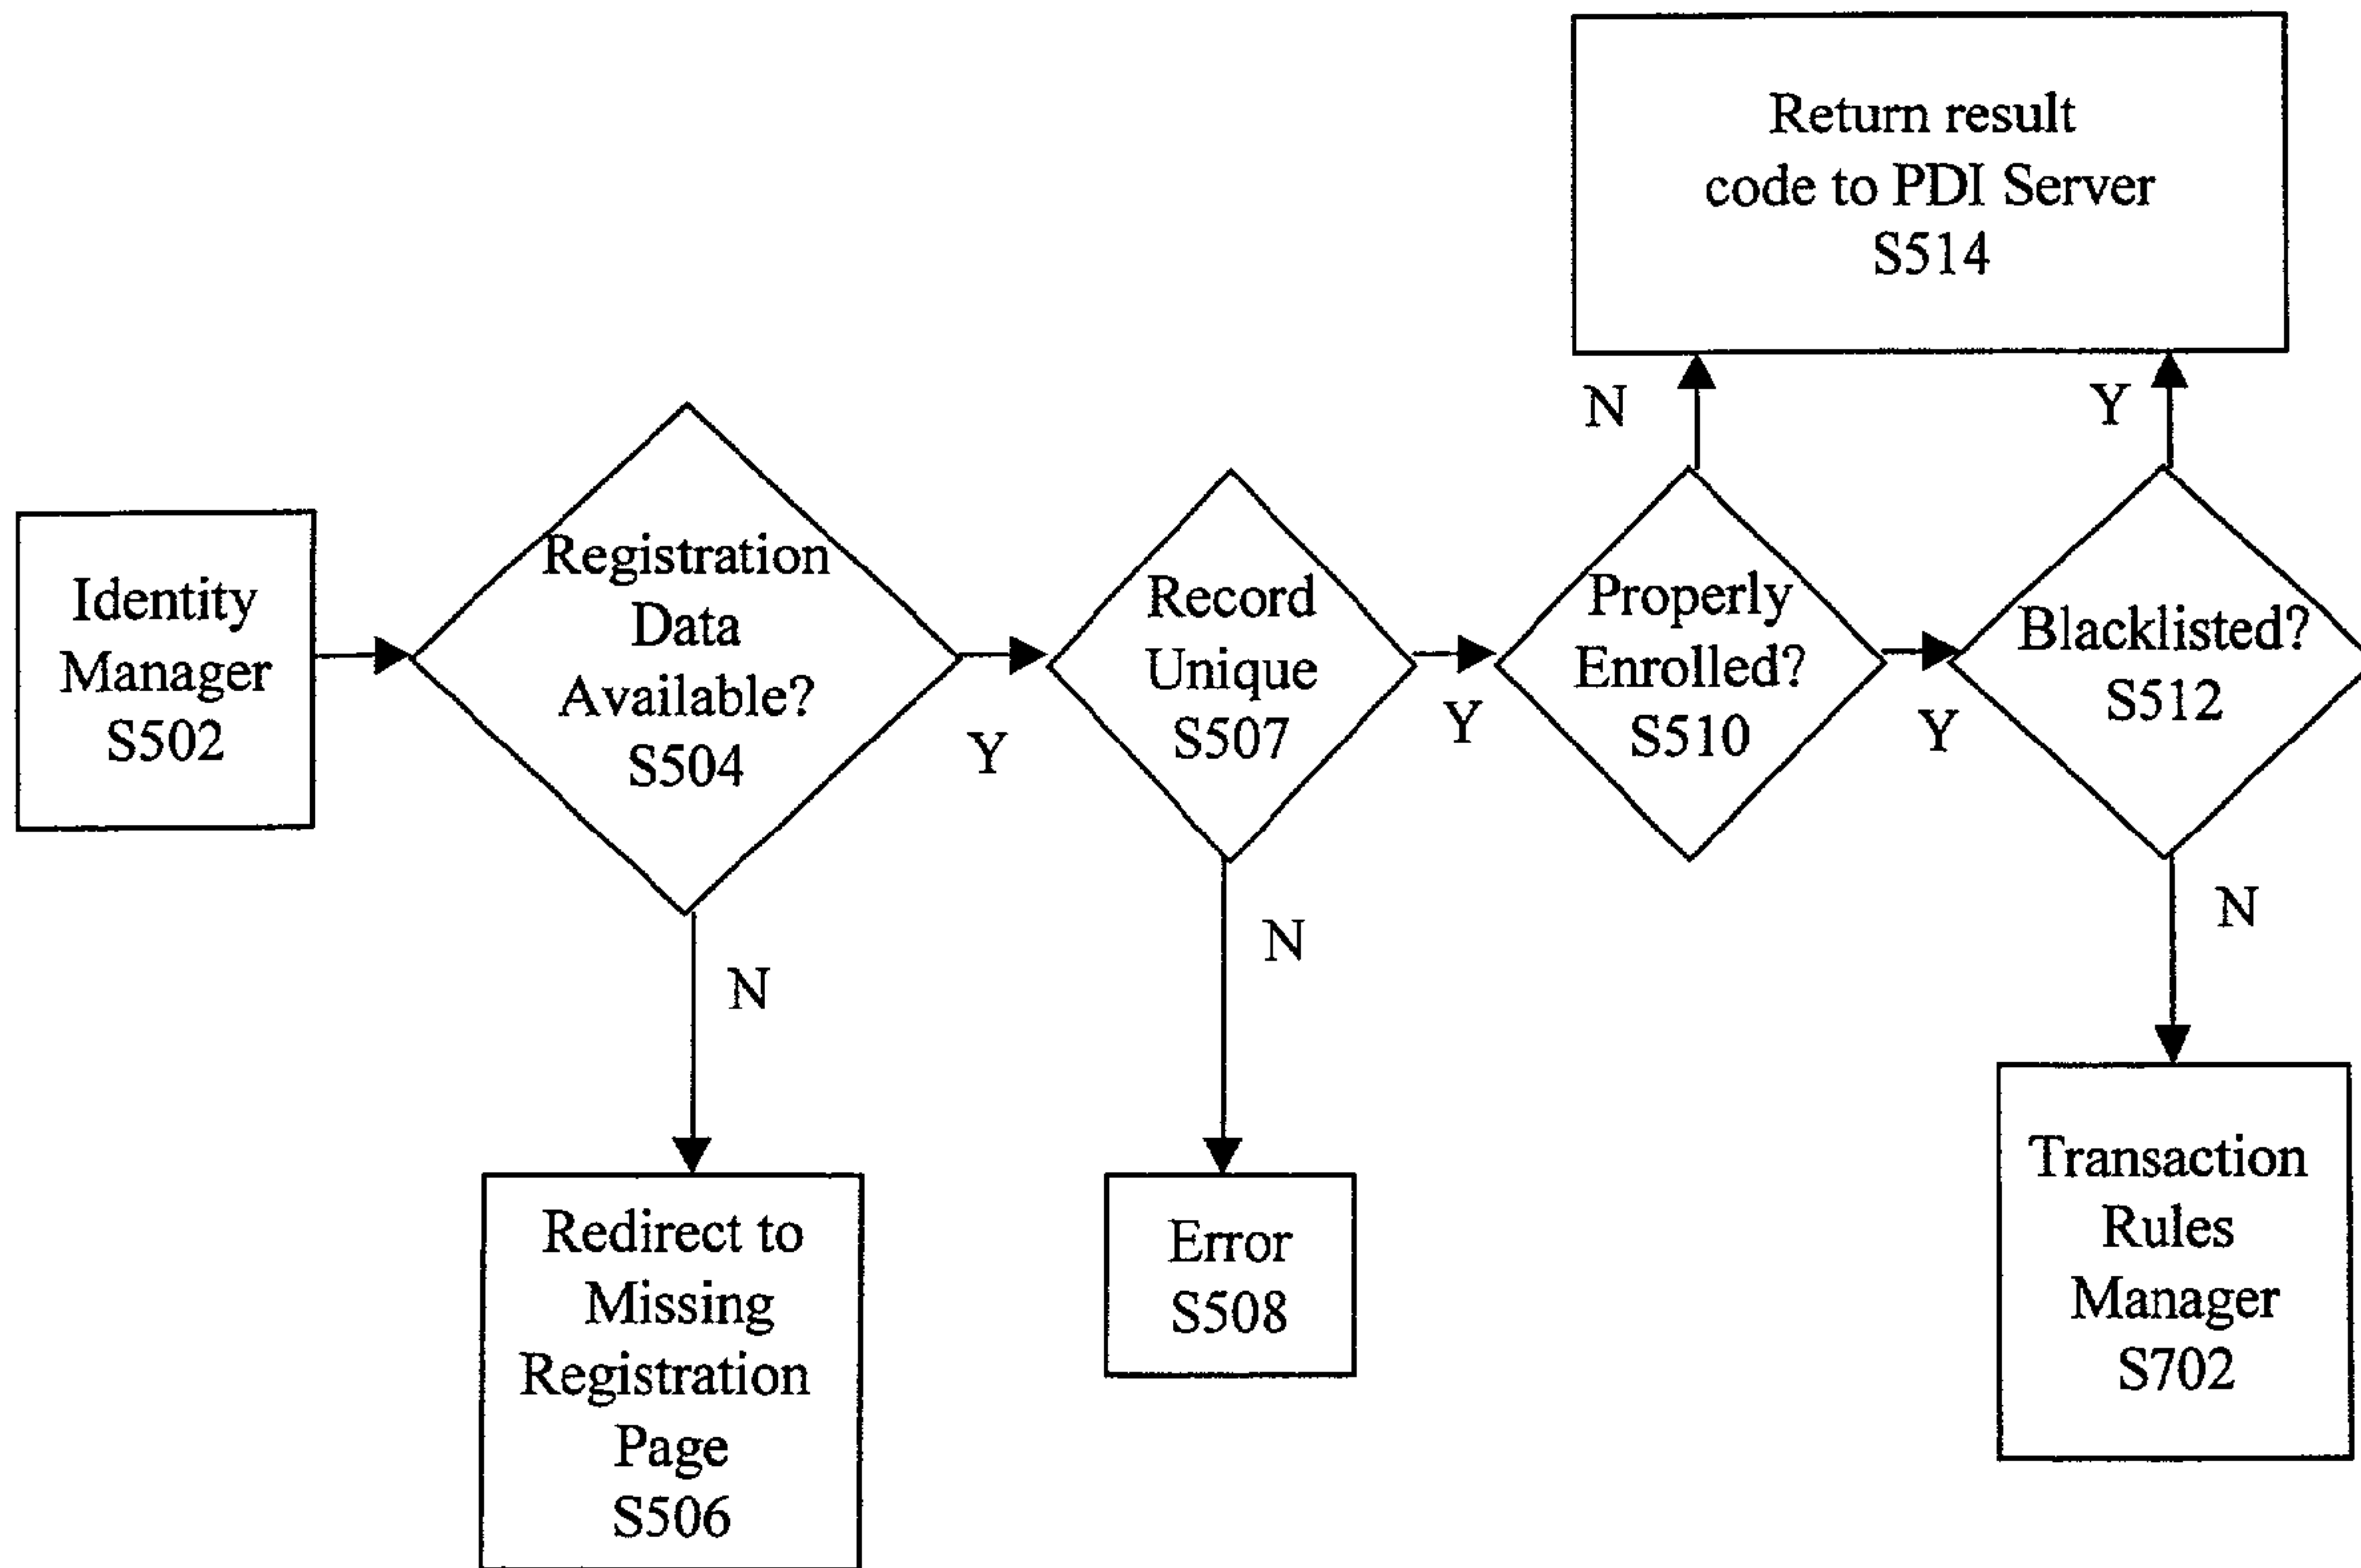 Return result
code to PDI Server
S514
N
Y
Identity
Manager
S502
Registration
Data
Available?
S504
Y
Record
Unique
S507
Y
Properly
Enrolled?
S510
Y
Blacklisted?
S512
N
N
N
Redirect to
Missing
Registration
Page
S506
Error
S508
Transaction
Rules
Manager
S702